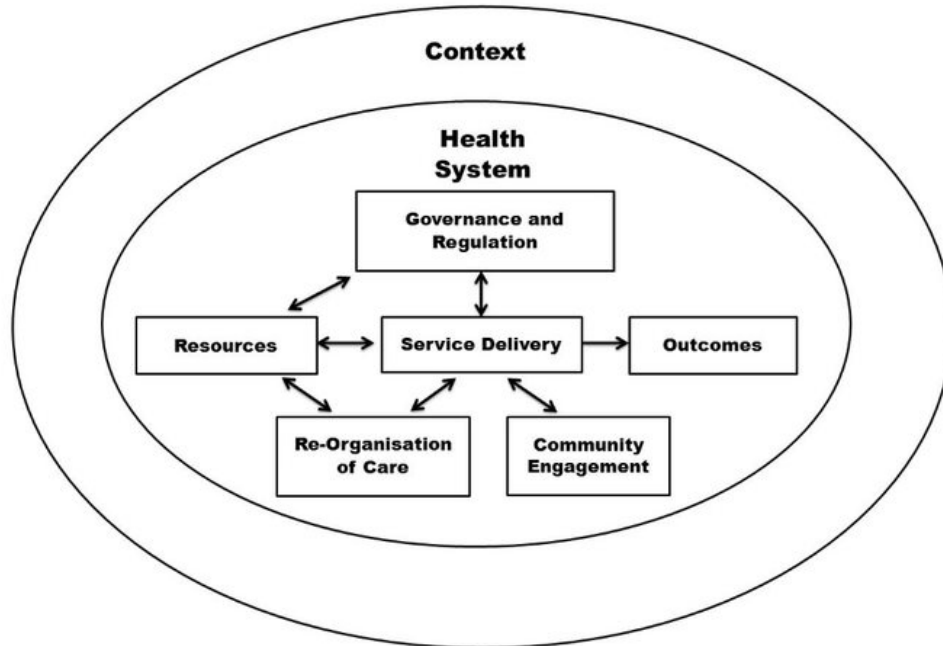 Context
Health
System
Governance and
Regulation
Resources
Service Delivery
Outcomes
Re-Organisation
of Care
Community
Engagement